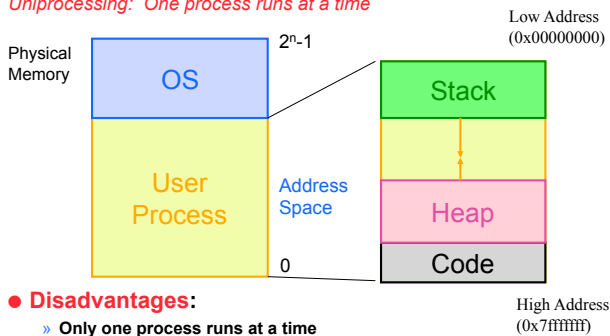 Uniprocessing: One process runs at a time
Low Address
(0x00000000)
Physical
Memory
2ⁿ-1
OS
Stack
User
Process
Address
Space
Heap
0
Code
● Disadvantages:
» Only one process runs at a time
High Address
(0x7fffffff)